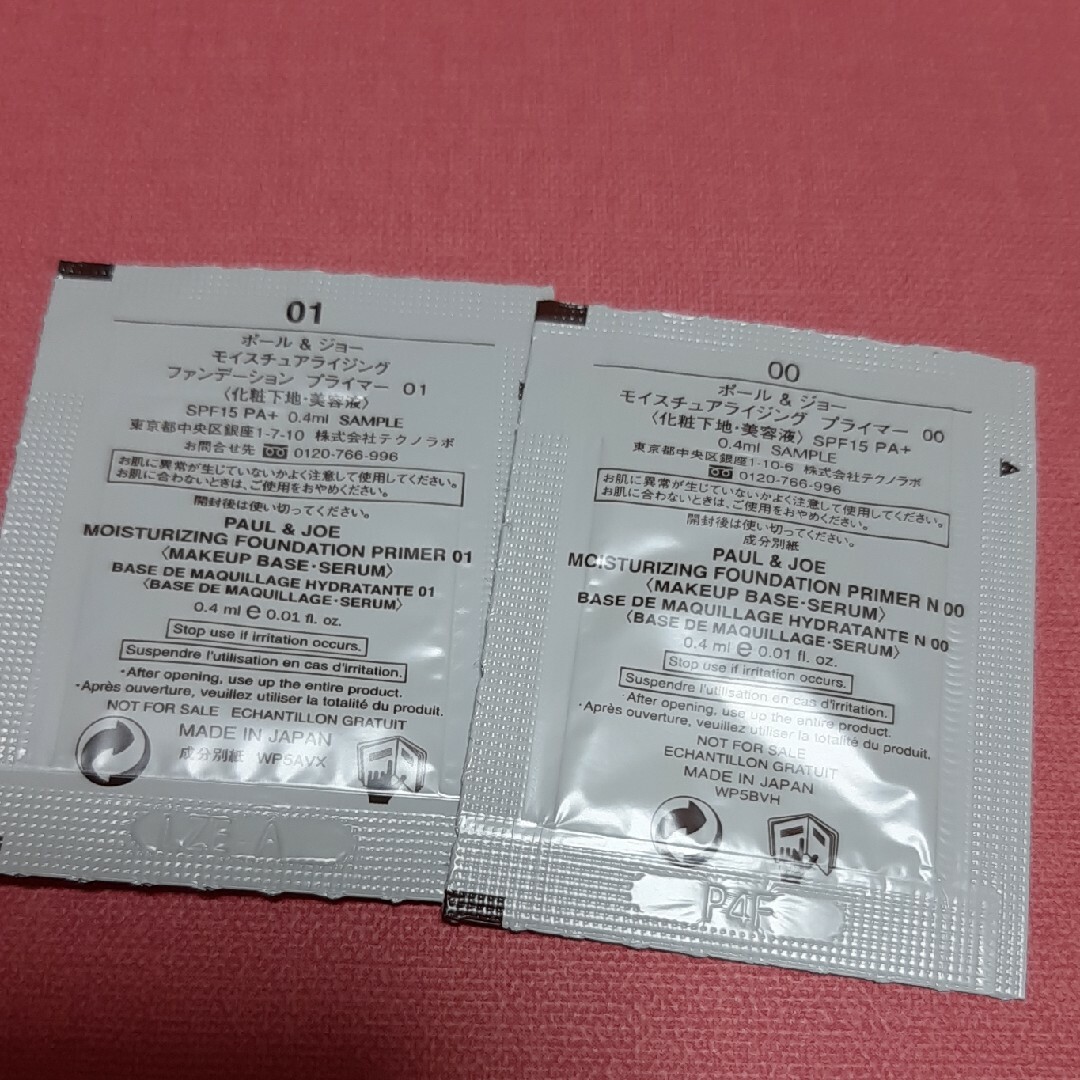 01
ポール & ジョー
モイスチュアライジング
ファンデーション プライマー 01
〈化粧下地・美容液〉
SPF15 PA+ 0.4ml SAMPLE
東京都中央区銀座1-7-10 株式会社テクノラボ
お問合せ先 0120-766-996
お肌に異常が生じていないかよく注意して使用してください。
お肌に合わないときは、ご使用をおやめください。
開封後は使い切ってください。
PAUL & JOE
MOISTURIZING FOUNDATION PRIMER 01
〈MAKEUP BASE・SERUM〉
BASE DE MAQUILLAGE HYDRATANTE 01
〈BASE DE MAQUILLAGE・SERUM〉
0.4 ml e 0.01 fl. oz.
Stop use if irritation occurs.
Suspendre l'utilisation en cas d'irritation.
・After opening, use up the entire product.
・Après ouverture, veuillez utiliser la totalité du produit.
NOT FOR SALE ECHANTILLON GRATUIT
MADE IN JAPAN
成分別紙 WP5AVX
00
ポール & ジョー
モイスチュアライジング プライマー 00
〈化粧下地・美容液〉 SPF15 PA+
0.4ml SAMPLE
東京都中央区銀座1-10-6 株式会社テクノラボ
0120-766-996
お肌に異常が生じていないかよく注意して使用してください。
お肌に合わないときは、ご使用をおやめください。
開封後は使い切ってください。
成分別紙
PAUL & JOE
MOISTURIZING FOUNDATION PRIMER N 00
〈MAKEUP BASE・SERUM〉
BASE DE MAQUILLAGE HYDRATANTE N 00
〈BASE DE MAQUILLAGE・SERUM〉
0.4 ml e 0.01 fl. oz.
Stop use if irritation occurs.
Suspendre l'utilisation en cas d'irritation.
・After opening, use up the entire product.
・Après ouverture, veuillez utiliser la totalité du produit.
NOT FOR SALE
ECHANTILLON GRATUIT
MADE IN JAPAN
WP5BVH
P4F